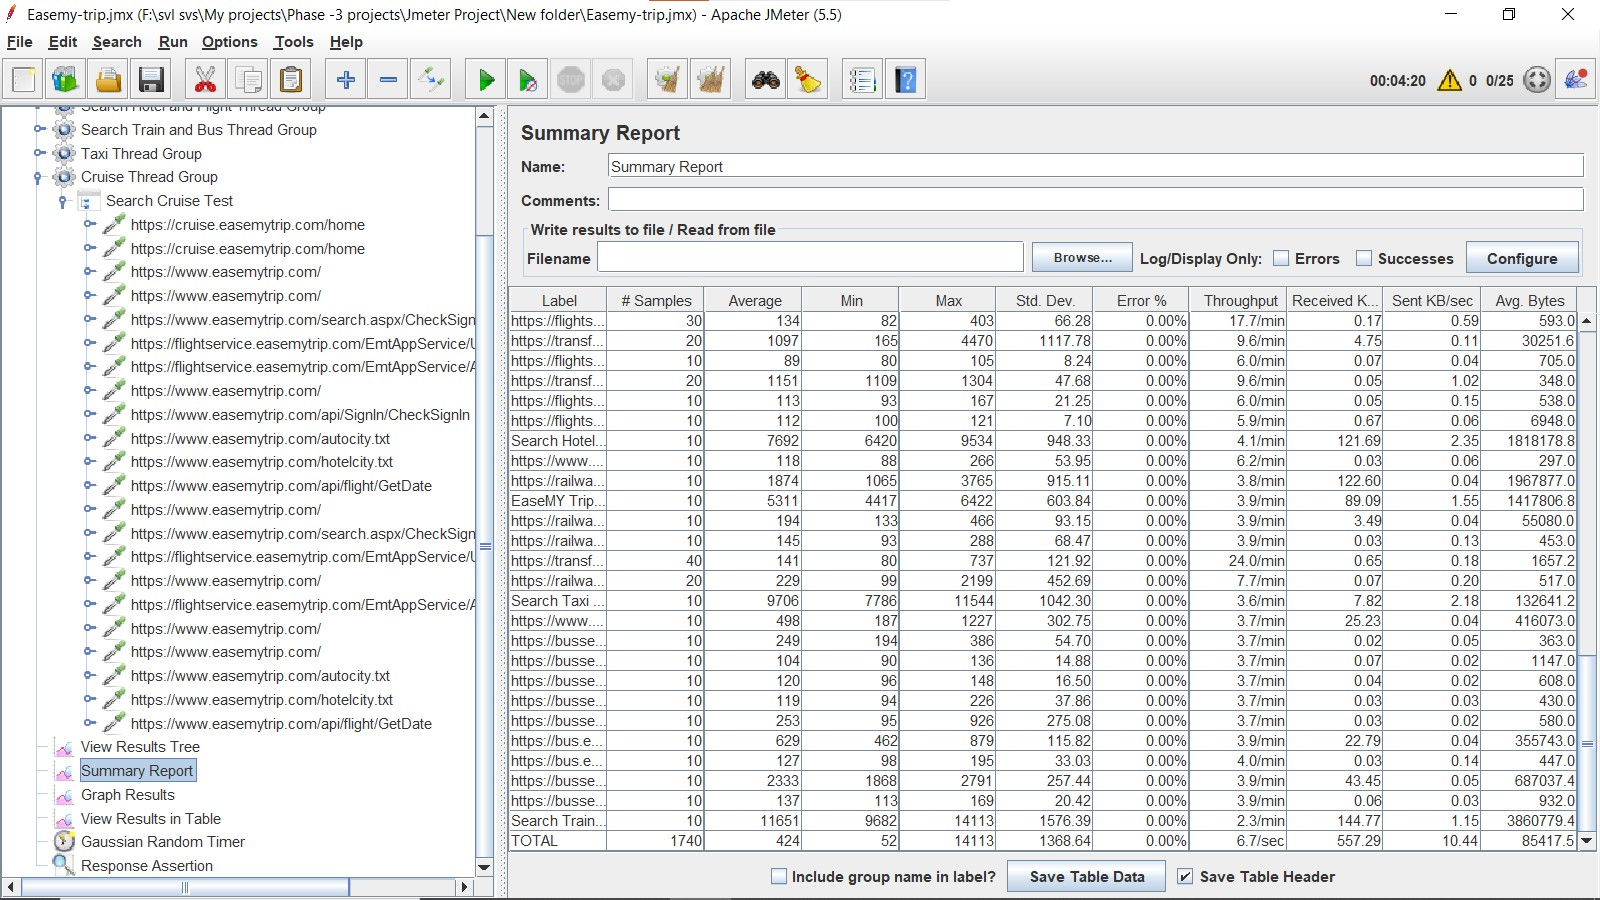 Easemy-trip.jmx (F:\svl svs\My projects\Phase -3 projects\Jmeter Project\New folder\Easemy-trip.jmx) - Apache JMeter (5.5)
File Edit Search Run Options Tools Help
STOP
00:04:20 0 0/25
Search Hotel and Flight Thread Group
Search Train and Bus Thread Group
Taxi Thread Group
Cruise Thread Group
Search Cruise Test
https://cruise.easemytrip.com/home
https://cruise.easemytrip.com/home
https://www.easemytrip.com/
https://www.easemytrip.com/
https://www.easemytrip.com/search.aspx/CheckSign
https://flightservice.easemytrip.com/EmtAppService/U
https://flightservice.easemytrip.com/EmtAppService/A
https://www.easemytrip.com/
https://www.easemytrip.com/api/SignIn/CheckSignIn
https://www.easemytrip.com/autocity.txt
https://www.easemytrip.com/hotelcity.txt
https://www.easemytrip.com/api/flight/GetDate
https://www.easemytrip.com/
https://www.easemytrip.com/search.aspx/CheckSign
https://flightservice.easemytrip.com/EmtAppService/U
https://www.easemytrip.com/
https://flightservice.easemytrip.com/EmtAppService/A
https://www.easemytrip.com/
https://www.easemytrip.com/
https://www.easemytrip.com/autocity.txt
https://www.easemytrip.com/hotelcity.txt
https://www.easemytrip.com/api/flight/GetDate
View Results Tree
Summary Report
Graph Results
View Results in Table
Gaussian Random Timer
Response Assertion
Summary Report
Name: Summary Report
Comments:
Write results to file / Read from file
Filename Browse... Log/Display Only: Errors Successes Configure
Label # Samples Average Min Max Std. Dev. Error % Throughput Received K... Sent KB/sec Avg. Bytes
https://flights... 30 134 82 403 66.28 0.00% 17.7/min 0.17 0.59 593.0
https://transf... 20 1097 165 4470 1117.78 0.00% 9.6/min 4.75 0.11 30251.6
https://flights... 10 89 80 105 8.24 0.00% 6.0/min 0.07 0.04 705.0
https://transf... 20 1151 1109 1304 47.68 0.00% 9.6/min 0.05 1.02 348.0
https://flights... 10 113 93 167 21.25 0.00% 6.0/min 0.05 0.15 538.0
https://flights... 10 112 100 121 7.10 0.00% 5.9/min 0.67 0.06 6948.0
Search Hotel... 10 7692 6420 9534 948.33 0.00% 4.1/min 121.69 2.35 1818178.8
https://www.... 10 118 88 266 53.95 0.00% 6.2/min 0.03 0.06 297.0
https://railwa... 10 1874 1065 3765 915.11 0.00% 3.8/min 122.60 0.04 1967877.0
EaseMY Trip... 10 5311 4417 6422 603.84 0.00% 3.9/min 89.09 1.55 1417806.8
https://railwa... 10 194 133 466 93.15 0.00% 3.9/min 3.49 0.04 55080.0
https://railwa... 10 145 93 288 68.47 0.00% 3.9/min 0.03 0.13 453.0
https://transf... 40 141 80 737 121.92 0.00% 24.0/min 0.65 0.18 1657.2
https://railwa... 20 229 99 2199 452.69 0.00% 7.7/min 0.07 0.20 517.0
Search Taxi ... 10 9706 7786 11544 1042.30 0.00% 3.6/min 7.82 2.18 132641.2
https://www.... 10 498 187 1227 302.75 0.00% 3.7/min 25.23 0.04 416073.0
https://busse... 10 249 194 386 54.70 0.00% 3.7/min 0.02 0.05 363.0
https://busse... 10 104 90 136 14.88 0.00% 3.7/min 0.07 0.02 1147.0
https://busse... 10 120 96 148 16.50 0.00% 3.7/min 0.04 0.02 608.0
https://busse... 10 119 94 226 37.86 0.00% 3.7/min 0.03 0.03 430.0
https://busse... 10 253 95 926 275.08 0.00% 3.7/min 0.03 0.02 580.0
https://bus.e... 10 629 462 879 115.82 0.00% 3.9/min 22.79 0.04 355743.0
https://bus.e... 10 127 98 195 33.03 0.00% 4.0/min 0.03 0.14 447.0
https://busse... 10 2333 1868 2791 257.44 0.00% 3.9/min 43.45 0.05 687037.4
https://busse... 10 137 113 169 20.42 0.00% 3.9/min 0.06 0.03 932.0
Search Train... 10 11651 9682 14113 1576.39 0.00% 2.3/min 144.77 1.15 3860779.4
TOTAL 1740 424 52 14113 1368.64 0.00% 6.7/sec 557.29 10.44 85417.5
Include group name in label? Save Table Data Save Table Header